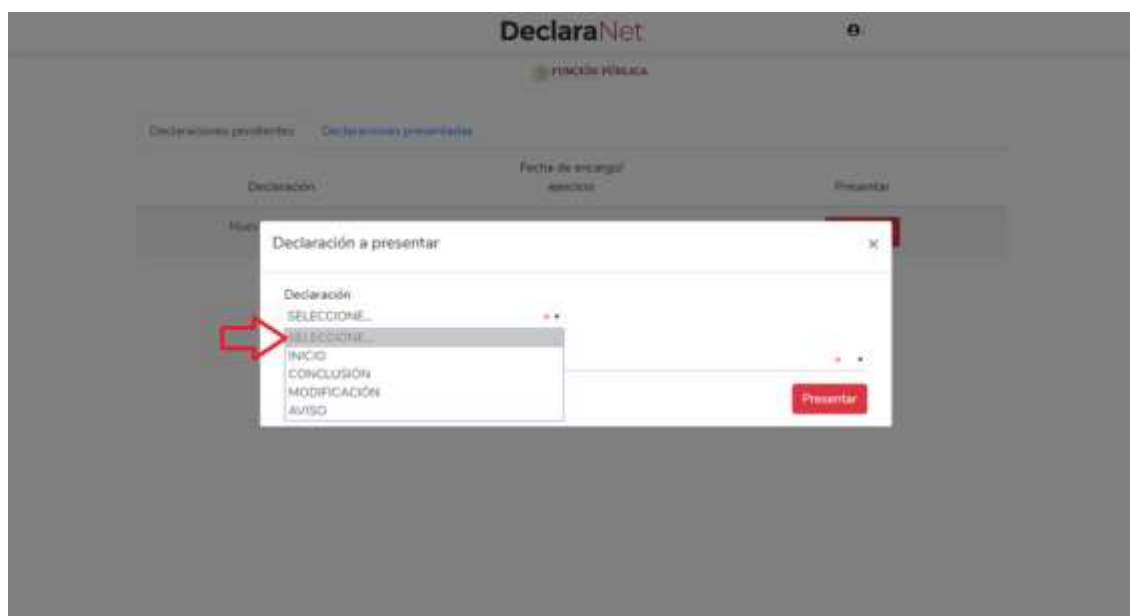 DeclaraNet
FUNCIÓN PÚBLICA
Declaraciones pendientes Declaraciones presentadas
Declaración Fecha de encargo/ ejercicio Presentar
Declaración a presentar ×
Declaración
SELECCIONE...
SELECCIONE...
INICIO
CONCLUSIÓN
MODIFICACIÓN
AVISO
Presentar